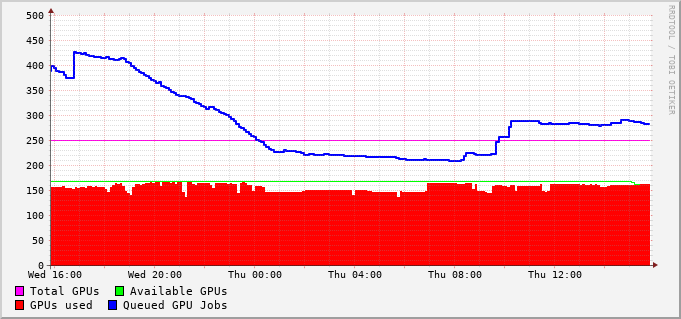 500
450
400
350
300
250
200
150
100
50
0
Wed 16:00 Wed 20:00 Thu 00:00 Thu 04:00 Thu 08:00 Thu 12:00
Total GPUs Available GPUs
GPUs used Queued GPU Jobs
RRDTOOL / TOBI OETIKER